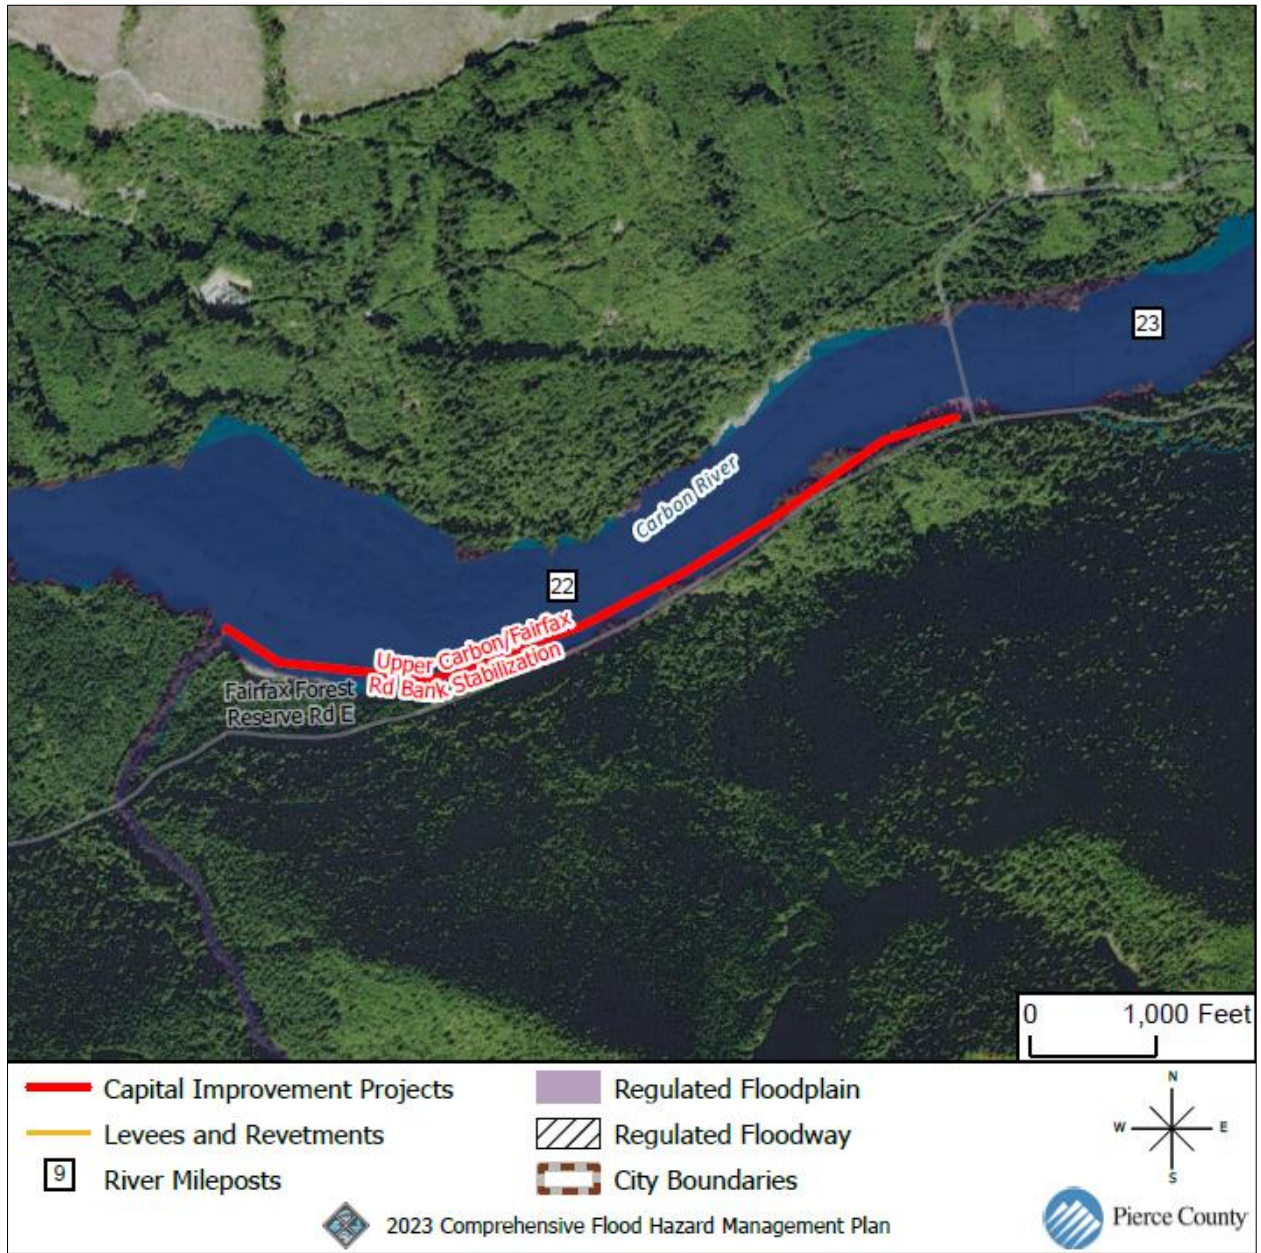 23
Carbon River
22
Upper Carbon/Fairfax
Rd Bank Stabilization
Fairfax Forest
Reserve Rd E
0 1,000 Feet
Capital Improvement Projects
Levees and Revetments
9 River Mileposts
Regulated Floodplain
Regulated Floodway
City Boundaries
N
W E
S
2023 Comprehensive Flood Hazard Management Plan
Pierce County